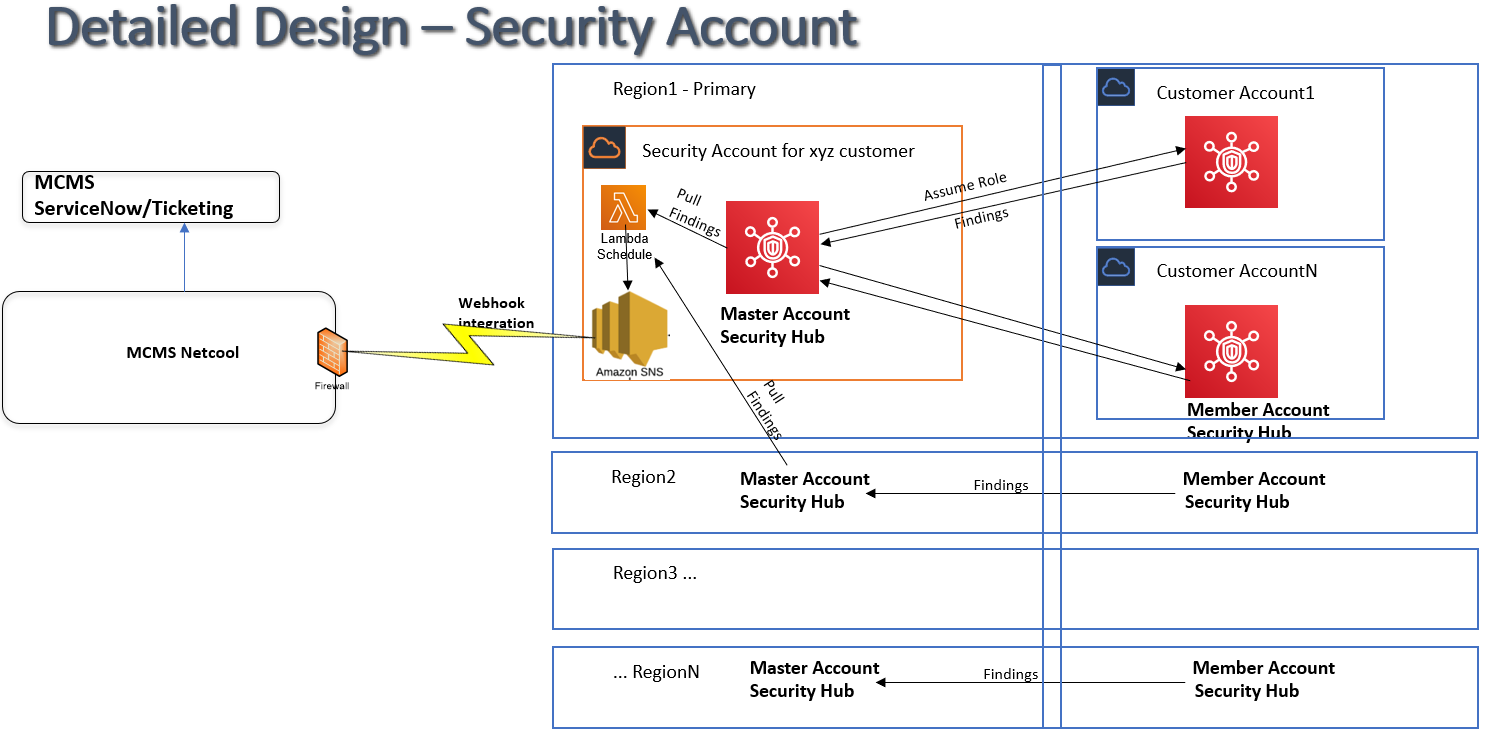 Detailed Design – Security Account
Region1 - Primary
Customer Account1
Security Account for xyz customer
MCMS
ServiceNow/Ticketing
Pull
Findings
Assume Role
Findings
Lambda
Schedule
Customer AccountN
Webhook
integration
Master Account
Security Hub
MCMS Netcool
Firewall
Amazon SNS
Pull
Findings
Member Account
Security Hub
Region2
Master Account
Security Hub
Findings
Member Account
Security Hub
Region3 ...
... RegionN
Master Account
Security Hub
Findings
Member Account
Security Hub